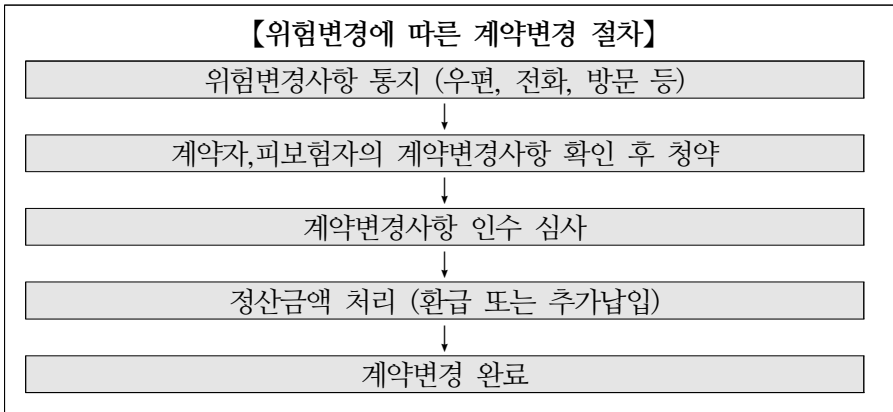 【위험변경에 따른 계약변경 절차】
위험변경사항 통지 (우편, 전화, 방문 등)
계약자,피보험자의 계약변경사항 확인 후 청약
계약변경사항 인수 심사
정산금액 처리 (환급 또는 추가납입)
계약변경 완료